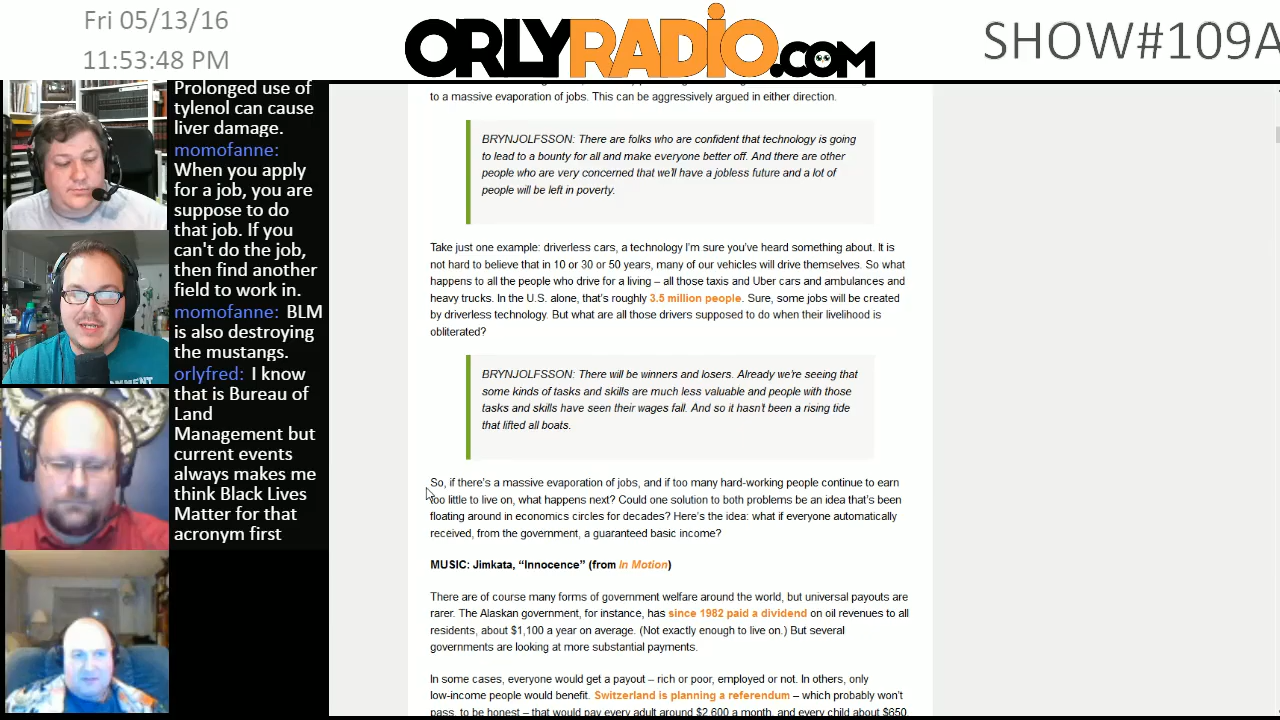 Fri 05/13/16
11:53:48 PM
ORLYRADIO.COM
SHOW#109A
Prolonged use of
tylenol can cause
liver damage.
momofanne:
When you apply
for a job, you are
suppose to do
that job. If you
can't do the job,
then find another
field to work in.
momofanne: BLM
is also destroying
the mustangs.
orlyfred: I know
that is Bureau of
Land
Management but
current events
always makes me
think Black Lives
Matter for that
acronym first
to a massive evaporation of jobs. This can be aggressively argued in either direction.
BRYNJOLFSSON: There are folks who are confident that technology is going
to lead to a bounty for all and make everyone better off. And there are other
people who are very concerned that we'll have a jobless future and a lot of
people will be left in poverty.
Take just one example: driverless cars, a technology I'm sure you've heard something about. It is
not hard to believe that in 10 or 30 or 50 years, many of our vehicles will drive themselves. So what
happens to all the people who drive for a living – all those taxis and Uber cars and ambulances and
heavy trucks. In the U.S. alone, that's roughly 3.5 million people. Sure, some jobs will be created
by driverless technology. But what are all those drivers supposed to do when their livelihood is
obliterated?
BRYNJOLFSSON: There will be winners and losers. Already we're seeing that
some kinds of tasks and skills are much less valuable and people with those
tasks and skills have seen their wages fall. And so it hasn't been a rising tide
that lifted all boats.
So, if there's a massive evaporation of jobs, and if too many hard-working people continue to earn
too little to live on, what happens next? Could one solution to both problems be an idea that's been
floating around in economics circles for decades? Here's the idea: what if everyone automatically
received, from the government, a guaranteed basic income?
MUSIC: Jimkata, “Innocence” (from In Motion)
There are of course many forms of government welfare around the world, but universal payouts are
rarer. The Alaskan government, for instance, has since 1982 paid a dividend on oil revenues to all
residents, about $1,100 a year on average. (Not exactly enough to live on.) But several
governments are looking at more substantial payments.
In some cases, everyone would get a payout – rich or poor, employed or not. In others, only
low-income people would benefit. Switzerland is planning a referendum – which probably won't
pass, to be honest – that would pay every adult around $2,600 a month, and every child about $650